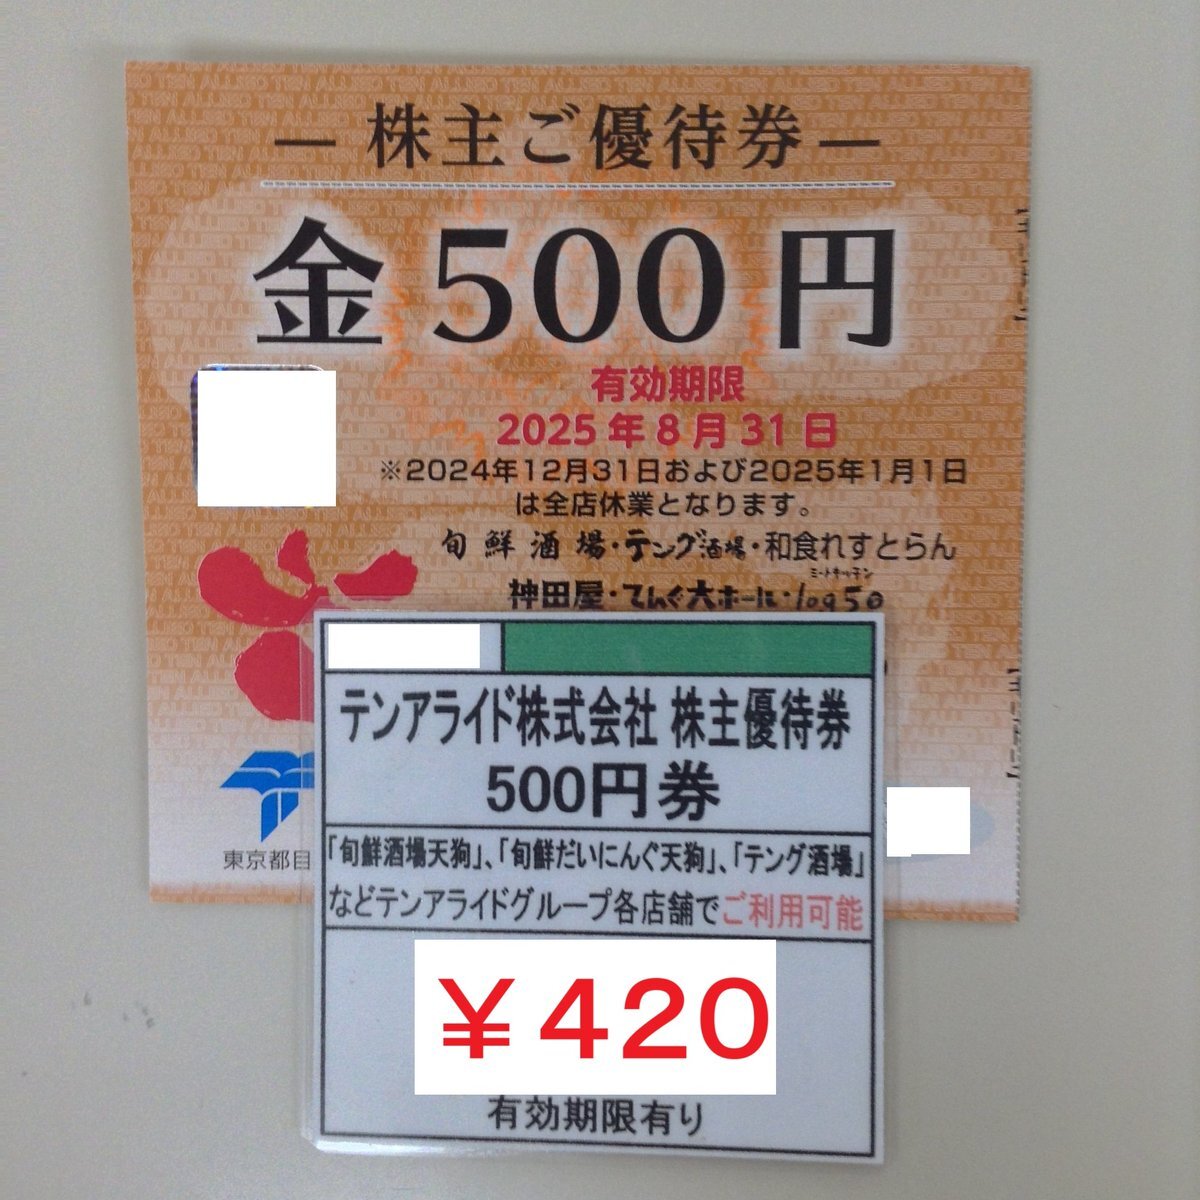 ― 株主ご優待券 ―
金500円
有効期限
2025年8月31日
※2024年12月31日および2025年1月1日
は全店休業となります。
旬鮮酒場・テング酒場・和食れすとらん
ミートキッチン
神田屋・てんぐ大ホール・log50
東京都目
テンアライド株式会社 株主優待券
500円券
「旬鮮酒場天狗」、「旬鮮だいにんぐ天狗」、「テング酒場」
などテンアライドグループ各店舗でご利用可能
￥420
有効期限有り